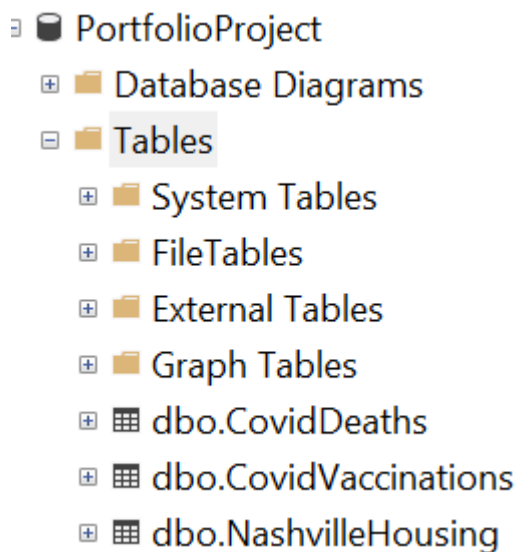 PortfolioProject
Database Diagrams
Tables
System Tables
FileTables
External Tables
Graph Tables
dbo.CovidDeaths
dbo.CovidVaccinations
dbo.NashvilleHousing